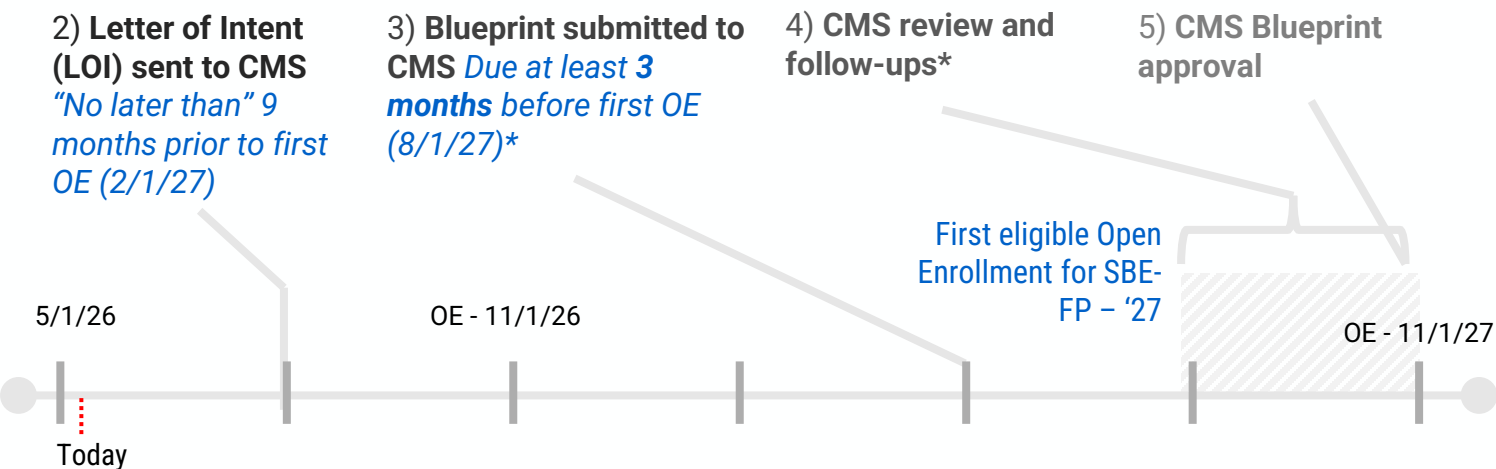 2) Letter of Intent
(LOI) sent to CMS
“No later than” 9
months prior to first
OE (2/1/27)
3) Blueprint submitted to
CMS Due at least 3
months before first OE
(8/1/27)*
4) CMS review and
follow-ups*
5) CMS Blueprint
approval
First eligible Open
Enrollment for SBE-
FP – ‘27
5/1/26
OE - 11/1/26
OE - 11/1/27
Today